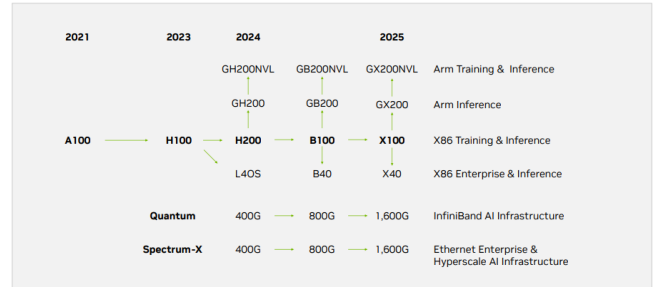 2021 2023 2024 2025
GH200NVL GB200NVL GX200NVL Arm Training & Inference
GH200 GB200 GX200 Arm Inference
A100 H100 H200 B100 X100 X86 Training & Inference
L4OS B40 X40 X86 Enterprise & Inference
Quantum 400G 800G 1,600G InfiniBand AI Infrastructure
Spectrum-X 400G 800G 1,600G Ethernet Enterprise &
Hyperscale AI Infrastructure